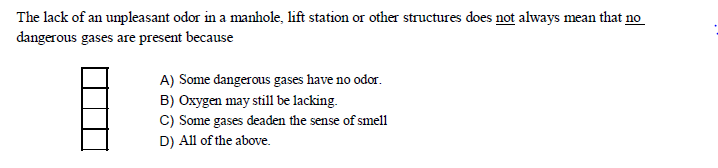 The lack of an unpleasant odor in a manhole, lift station or other structures does not always mean that no
dangerous gases are present because
A) Some dangerous gases have no odor.
B) Oxygen may still be lacking.
C) Some gases deaden the sense of smell
D) All of the above.